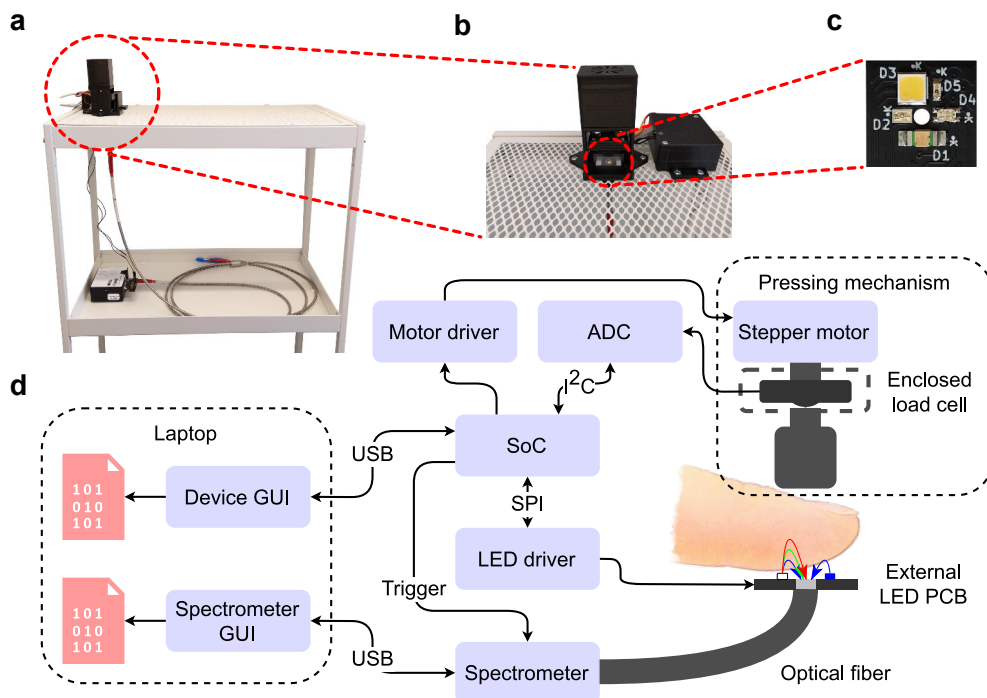 a
b
c
K
D3
D5
K
D4
D2
K
K
D1
Pressing mechanism
Motor driver
ADC
Stepper motor
I²C
Enclosed
load cell
d
Laptop
USB
SoC
101
010
101
Device GUI
SPI
LED driver
Trigger
External
LED PCB
101
010
101
Spectrometer
GUI
USB
Spectrometer
Optical fiber